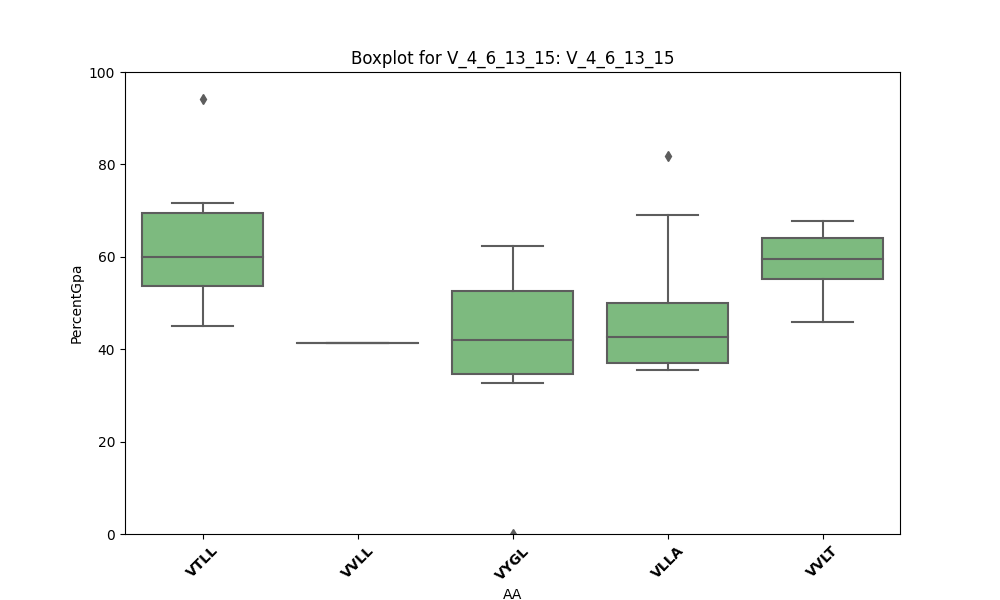 Boxplot for V_4_6_13_15: V_4_6_13_15
100
80
60
40
20
0
PercentGpa
VTLL
VVLL
VYGL
VLLA
VVLT
AA